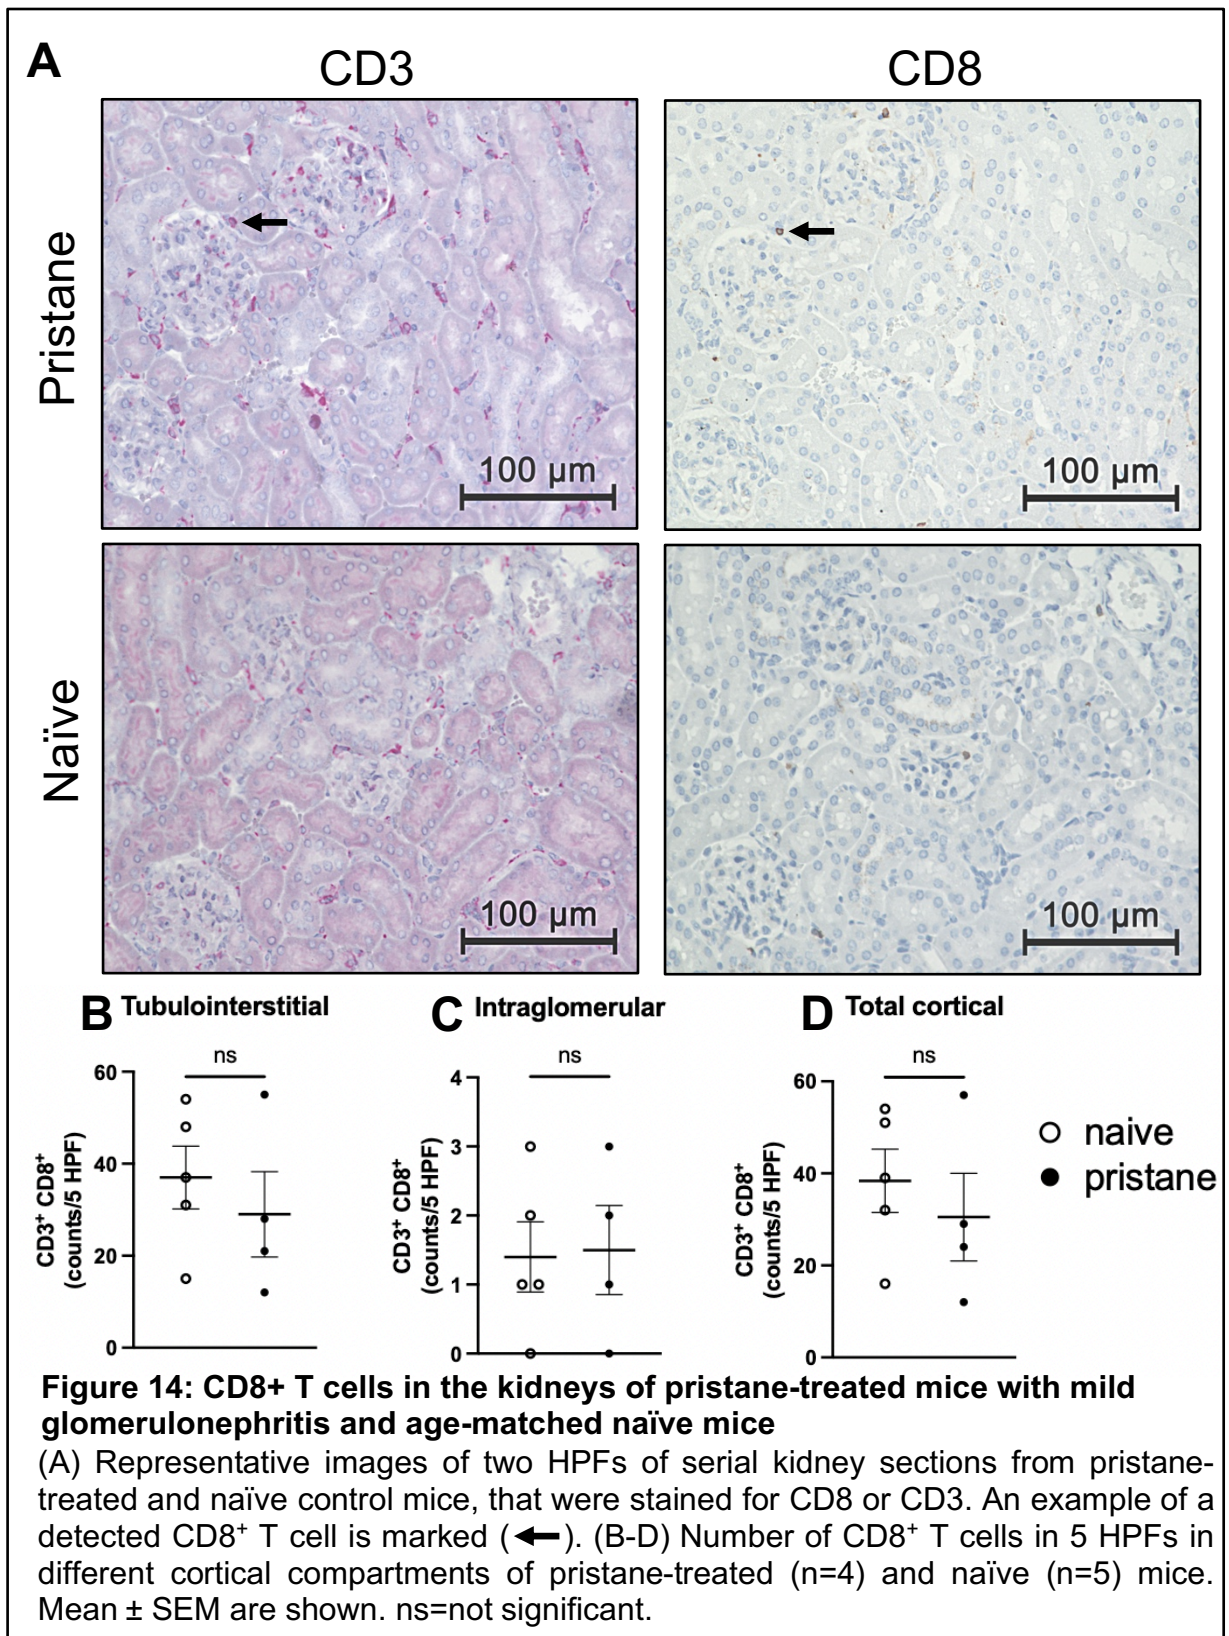 A
CD3
CD8
Pristane
100 µm
100 µm
Naïve
100 µm
100 µm
B Tubulointerstitial
ns
60
40
20
0
CD3⁺ CD8⁺
(counts/5 HPF)
C Intraglomerular
ns
4
3
2
1
0
CD3⁺ CD8⁺
(counts/5 HPF)
D Total cortical
ns
60
40
20
0
CD3⁺ CD8⁺
(counts/5 HPF)
naive
pristane
Figure 14: CD8+ T cells in the kidneys of pristane-treated mice with mild
glomerulonephritis and age-matched naïve mice
(A) Representative images of two HPFs of serial kidney sections from pristane-
treated and naïve control mice, that were stained for CD8 or CD3. An example of a
detected CD8⁺ T cell is marked (←). (B-D) Number of CD8⁺ T cells in 5 HPFs in
different cortical compartments of pristane-treated (n=4) and naïve (n=5) mice.
Mean ± SEM are shown. ns=not significant.